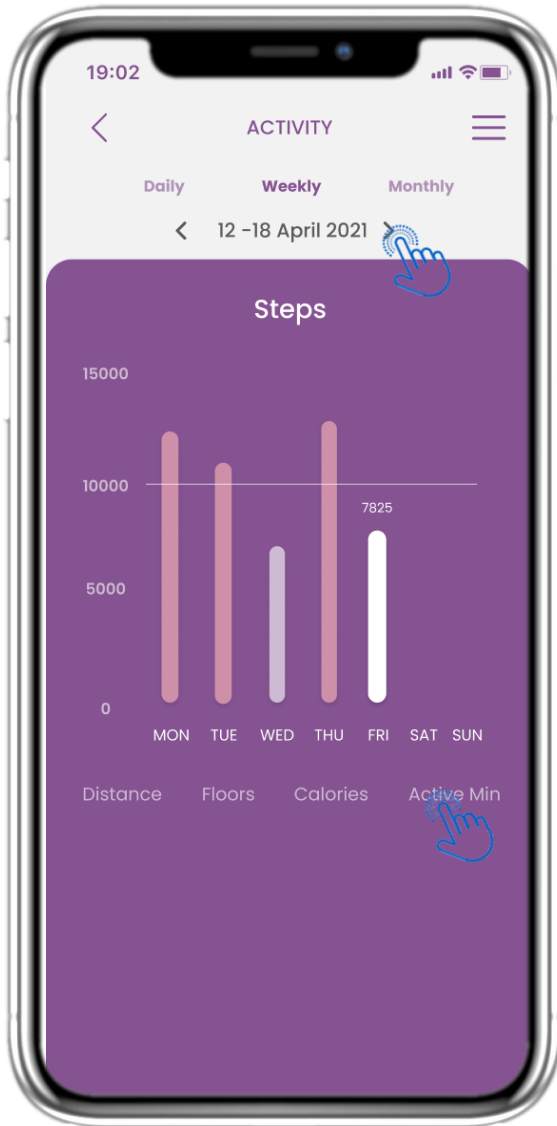 19:02
ACTIVITY
Daily Weekly Monthly
12 -18 April 2021
Steps
15000
10000
7825
5000
0
MON TUE WED THU FRI SAT SUN
Distance Floors Calories Active Min